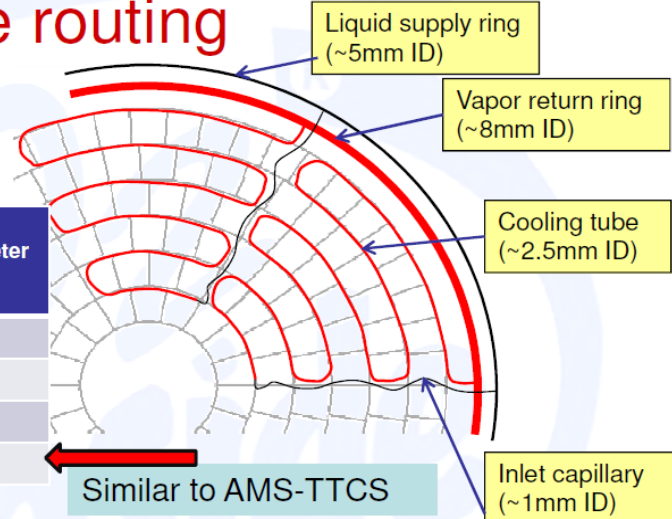 e routing
Liquid supply ring
(~5mm ID)
Vapor return ring
(~8mm ID)
Cooling tube
(~2.5mm ID)
eter
Inlet capillary
(~1mm ID)
Similar to AMS-TTCS